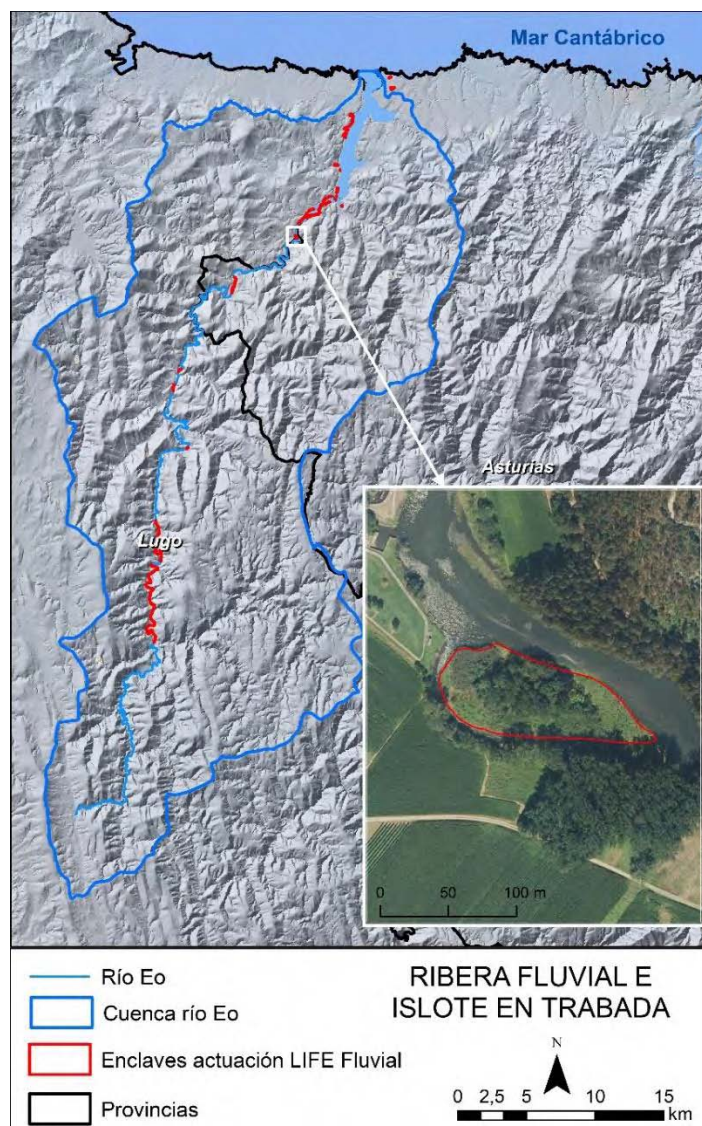 Mar Cantábrico
Asturias
Lugo
0 50 100 m
Río Eo
Cuenca río Eo
Enclaves actuación LIFE Fluvial
Provincias
RIBERA FLUVIAL E
ISLOTE EN TRABADA
N
0 2,5 5 10 15
km